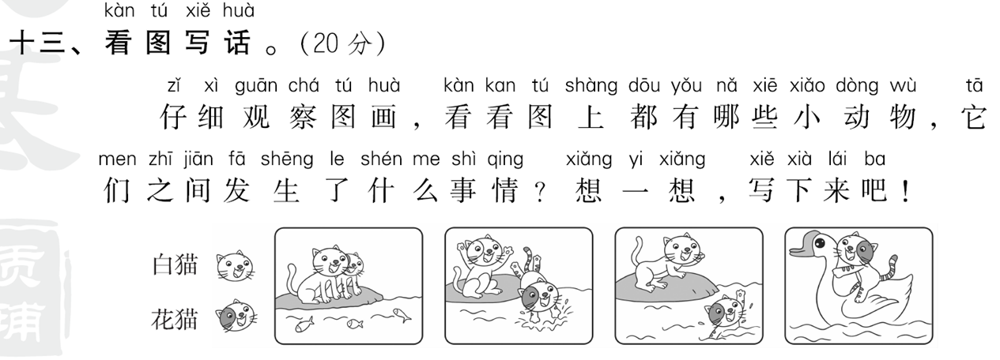 kàn tú xiě huà
十三、看图写话。(20 分)
zǐ xì guān chá tú huà kàn kan tú shàng dōu yǒu nǎ xiē xiǎo dòng wù tā
仔细观察图画，看看图上都有哪些小动物，它
men zhī jiān fā shēng le shén me shì qing xiǎng yi xiǎng xiě xià lái ba
们之间发生了什么事情？想一想，写下来吧！
白猫
花猫